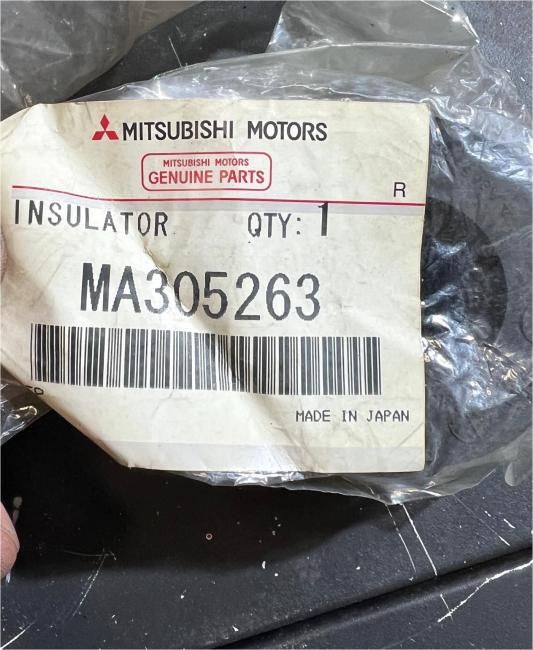 MITSUBISHI MOTORS
MITSUBISHI MOTORS
GENUINE PARTS
R
INSULATOR QTY: 1
MA305263
MADE IN JAPAN